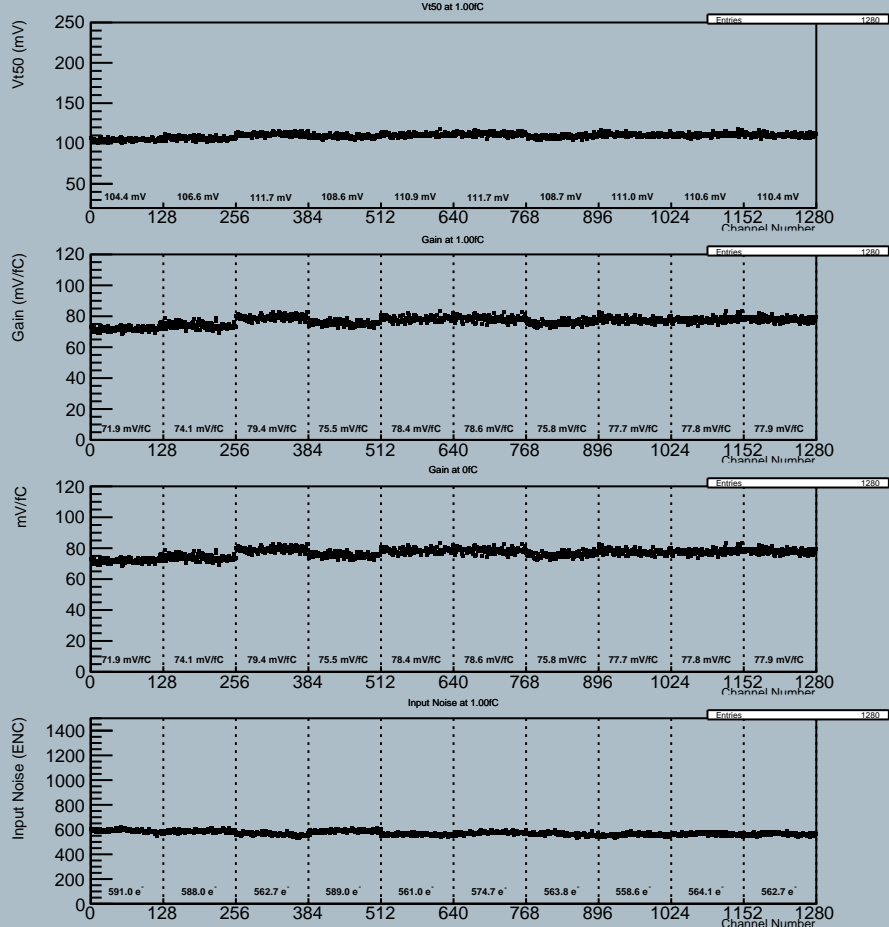 Vt50 at 1.00fC
Entries 1280
Vt50 (mV)
250
200
150
100
50
104.4 mV 106.6 mV 111.7 mV 108.6 mV 110.9 mV 111.7 mV 108.7 mV 111.0 mV 110.6 mV 110.4 mV
0 128 256 384 512 640 768 896 1024 1152 1280
Channel Number
Gain at 1.00fC
Entries 1280
Gain (mV/fC)
120
100
80
60
40
20
0
71.9 mV/fC 74.1 mV/fC 79.4 mV/fC 75.5 mV/fC 78.4 mV/fC 78.6 mV/fC 75.8 mV/fC 77.7 mV/fC 77.8 mV/fC 77.9 mV/fC
0 128 256 384 512 640 768 896 1024 1152 1280
Channel Number
Gain at 0fC
Entries 1280
mV/fC
120
100
80
60
40
20
0
71.9 mV/fC 74.1 mV/fC 79.4 mV/fC 75.5 mV/fC 78.4 mV/fC 78.6 mV/fC 75.8 mV/fC 77.7 mV/fC 77.8 mV/fC 77.9 mV/fC
0 128 256 384 512 640 768 896 1024 1152 1280
Channel Number
Input Noise at 1.00fC
Entries 1280
Input Noise (ENC)
1400
1200
1000
800
600
400
200
0
591.0 e⁻ 588.0 e⁻ 562.7 e⁻ 589.0 e⁻ 561.0 e⁻ 574.7 e⁻ 563.8 e⁻ 558.6 e⁻ 564.1 e⁻ 562.7 e⁻
0 128 256 384 512 640 768 896 1024 1152 1280
Channel Number